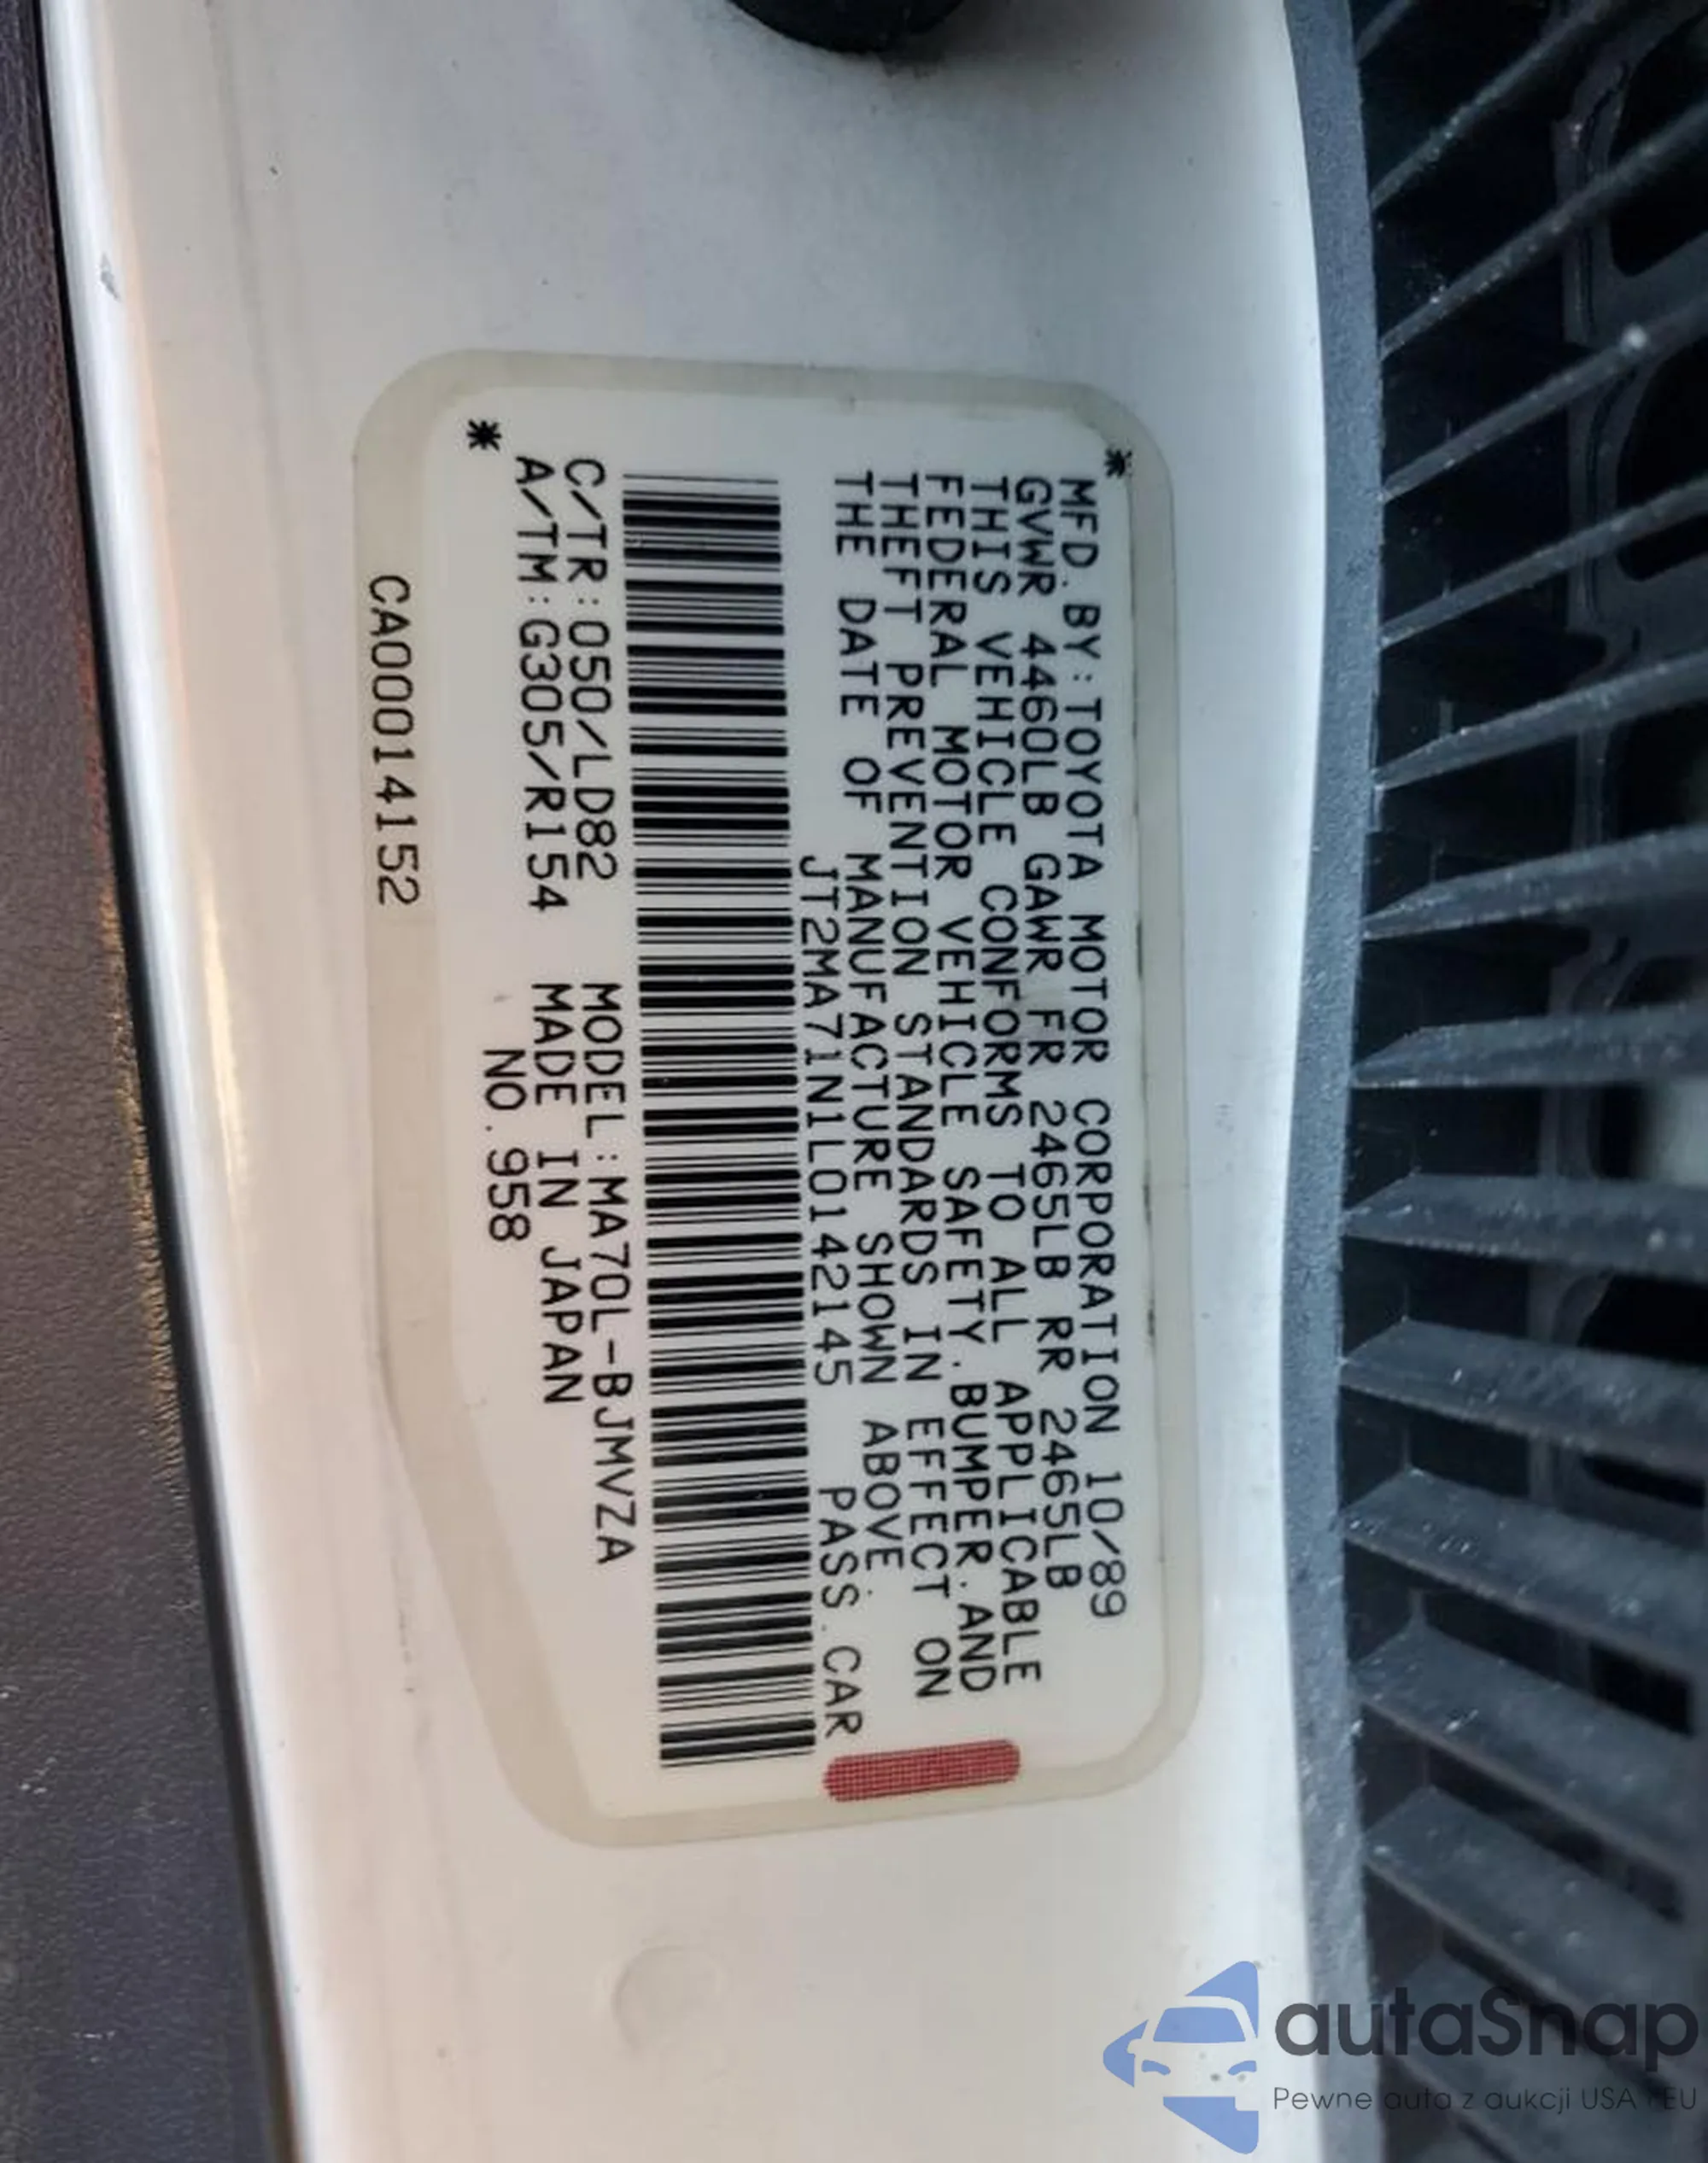 MFD.BY:TOYOTA MOTOR CORPORATION 10/89
GVWR 4460LB GAWR FR 2465LB RR 2465LB
THIS VEHICLE CONFORMS TO ALL APPLICABLE
FEDERAL MOTOR VEHICLE SAFETY.BUMPER.AND
THEFT PREVENTION STANDARDS IN EFFECT ON
THE DATE OF MANUFACTURE SHOWN ABOVE.
JT2MA71N1L0142145 PASS.CAR
C/TR:050/LD82 MODEL:MA70L-BJMVZA
A/TM:G305/R154 MADE IN JAPAN
NO.958
CA00014152
autaSnap
Pewne auta z aukcji USA i EU